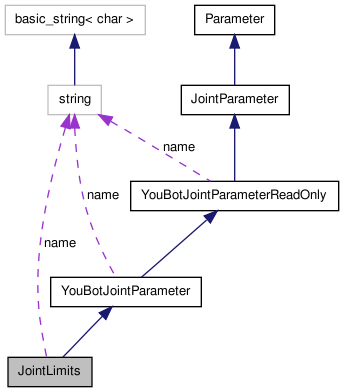 basic_string< char >
Parameter
string
JointParameter
name
YouBotJointParameterReadOnly
name
name
YouBotJointParameter
JointLimits